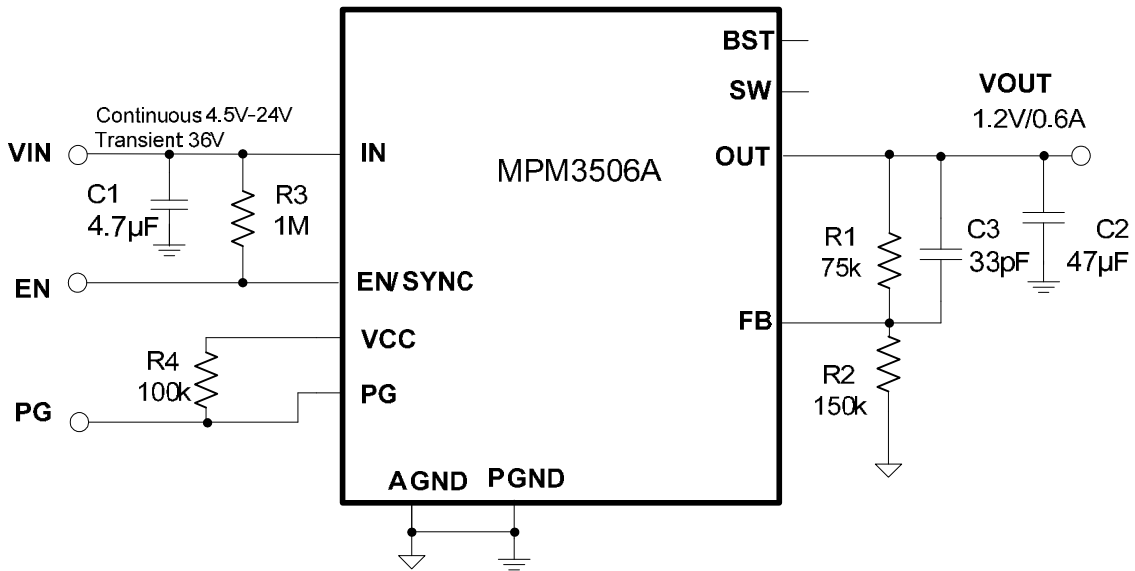 BST
SW
VOUT
1.2V/0.6A
Continuous:4.5V-24V
Transient:36V
VIN
IN
MPM3506A
OUT
C1
4.7µF
R3
1M
R1
75k
C3
33pF
C2
47µF
EN
EN/SYNC
FB
VCC
R4
100k
PG
PG
R2
150k
AGND
PGND